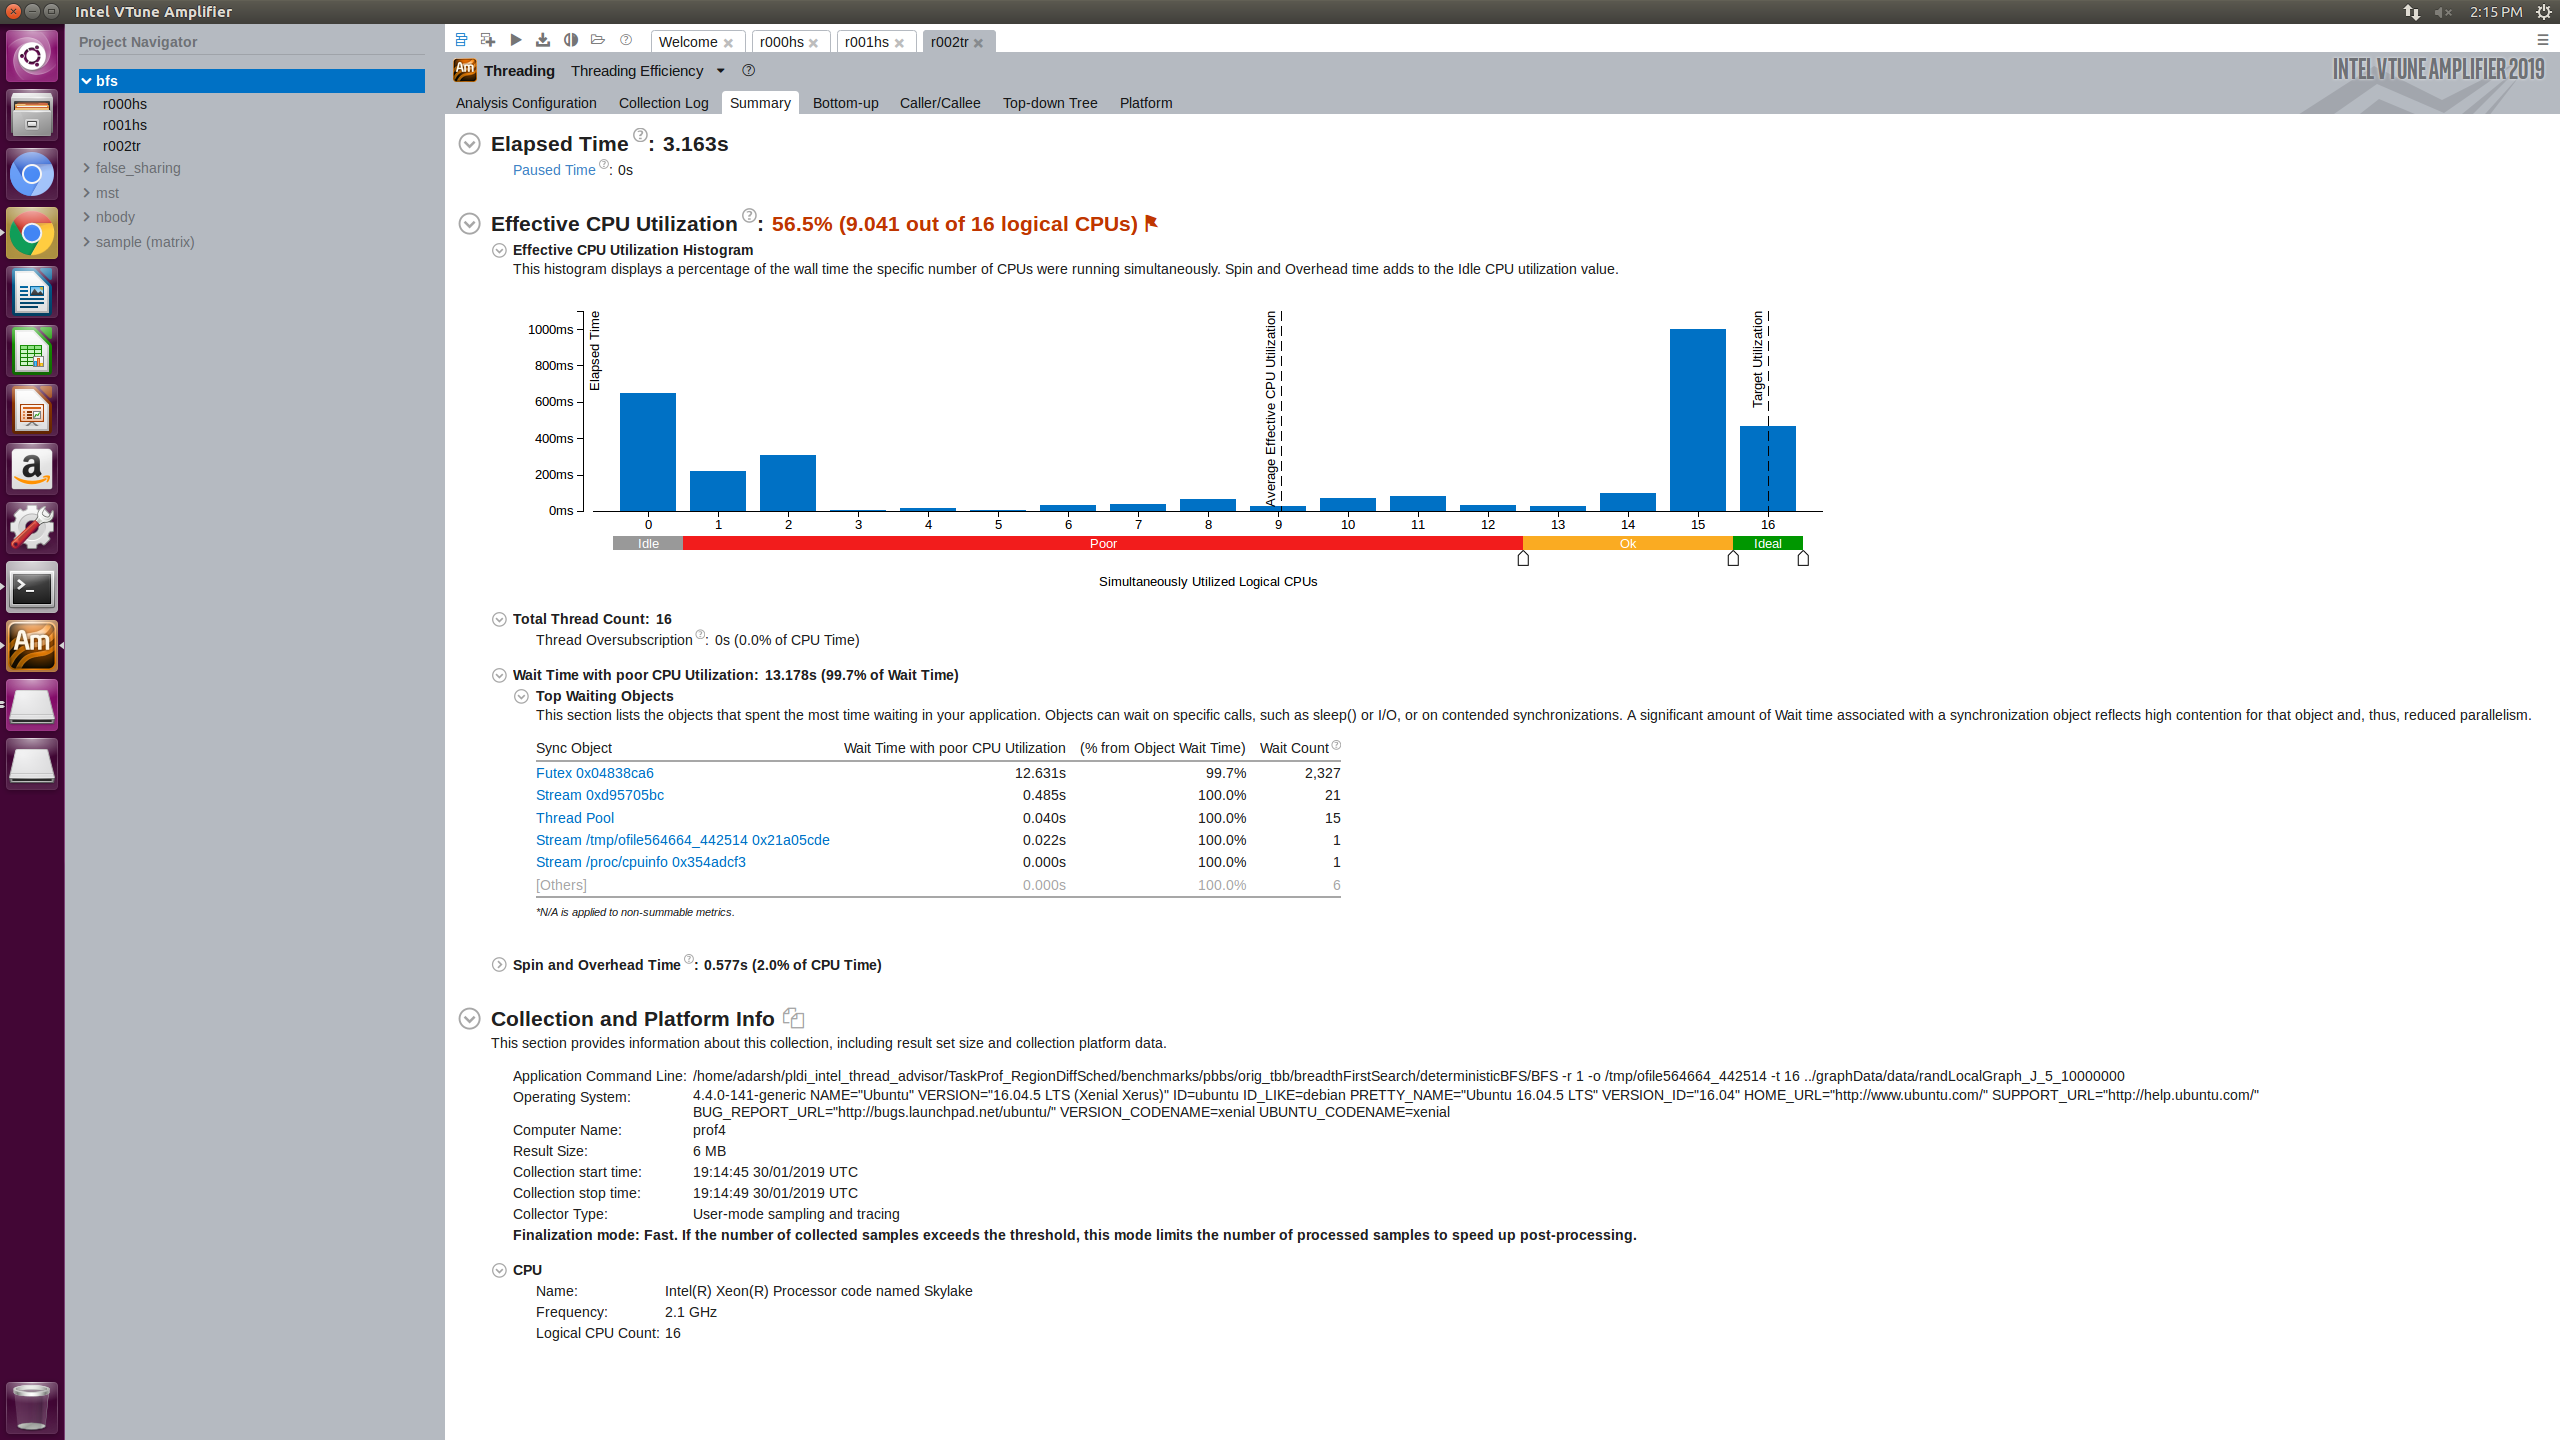 Intel VTune Amplifier
2:15 PM
Project Navigator
bfs
r000hs
r001hs
r002tr
false_sharing
mst
nbody
sample (matrix)
Welcome r000hs r001hs r002tr
Am Threading Threading Efficiency
INTEL VTUNE AMPLIFIER 2019
Analysis Configuration Collection Log Summary Bottom-up Caller/Callee Top-down Tree Platform
Elapsed Time : 3.163s
Paused Time : 0s
Effective CPU Utilization : 56.5% (9.041 out of 16 logical CPUs)
Effective CPU Utilization Histogram
This histogram displays a percentage of the wall time the specific number of CPUs were running simultaneously. Spin and Overhead time adds to the Idle CPU utilization value.
Elapsed Time
Average Effective CPU Utilization
Target Utilization
1000ms
800ms
600ms
400ms
200ms
0ms
0 1 2 3 4 5 6 7 8 9 10 11 12 13 14 15 16
Idle Poor Ok Ideal
Simultaneously Utilized Logical CPUs
Total Thread Count: 16
Thread Oversubscription : 0s (0.0% of CPU Time)
Wait Time with poor CPU Utilization: 13.178s (99.7% of Wait Time)
Top Waiting Objects
This section lists the objects that spent the most time waiting in your application. Objects can wait on specific calls, such as sleep() or I/O, or on contended synchronizations. A significant amount of Wait time associated with a synchronization object reflects high contention for that object and, thus, reduced parallelism.
Sync Object Wait Time with poor CPU Utilization (% from Object Wait Time) Wait Count
Futex 0x04838ca6 12.631s 99.7% 2,327
Stream 0xd95705bc 0.485s 100.0% 21
Thread Pool 0.040s 100.0% 15
Stream /tmp/ofile564664_442514 0x21a05cde 0.022s 100.0% 1
Stream /proc/cpuinfo 0x354adcf3 0.000s 100.0% 1
[Others] 0.000s 100.0% 6
*N/A is applied to non-summable metrics.
Spin and Overhead Time : 0.577s (2.0% of CPU Time)
Collection and Platform Info
This section provides information about this collection, including result set size and collection platform data.
Application Command Line: /home/adarsh/pldi_intel_thread_advisor/TaskProf_RegionDiffSched/benchmarks/pbbs/orig_tbb/breadthFirstSearch/deterministicBFS/BFS -r 1 -o /tmp/ofile564664_442514 -t 16 ../graphData/data/randLocalGraph_J_5_10000000
Operating System: 4.4.0-141-generic NAME="Ubuntu" VERSION="16.04.5 LTS (Xenial Xerus)" ID=ubuntu ID_LIKE=debian PRETTY_NAME="Ubuntu 16.04.5 LTS" VERSION_ID="16.04" HOME_URL="http://www.ubuntu.com/" SUPPORT_URL="http://help.ubuntu.com/"
BUG_REPORT_URL="http://bugs.launchpad.net/ubuntu/" VERSION_CODENAME=xenial UBUNTU_CODENAME=xenial
Computer Name: prof4
Result Size: 6 MB
Collection start time: 19:14:45 30/01/2019 UTC
Collection stop time: 19:14:49 30/01/2019 UTC
Collector Type: User-mode sampling and tracing
Finalization mode: Fast. If the number of collected samples exceeds the threshold, this mode limits the number of processed samples to speed up post-processing.
CPU
Name: Intel(R) Xeon(R) Processor code named Skylake
Frequency: 2.1 GHz
Logical CPU Count: 16
a
Am